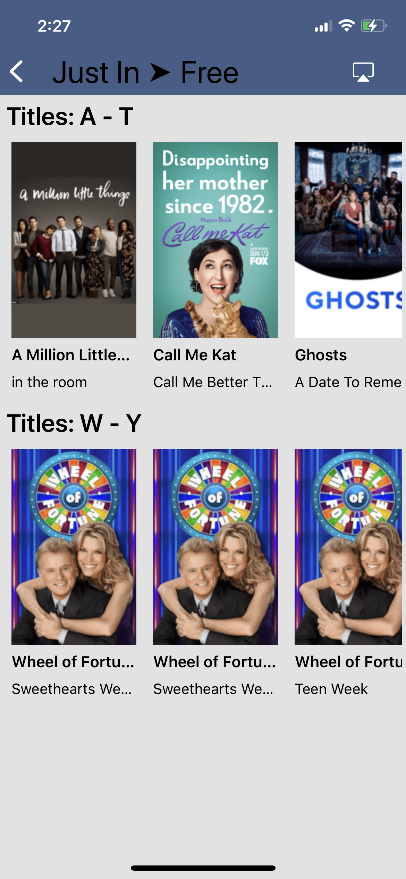 2:27
Just In ➤ Free
Titles: A - T
a million little things
Disappointing
her mother
since 1982.
Mayim Bialik
Call me Kat
SUN 1/3
FOX
GHOSTS
A Million Little...
Call Me Kat
Ghosts
in the room
Call Me Better T...
A Date To Reme
Titles: W - Y
WHEEL
OF
FORTUNE
WHEEL
OF
FORTUNE
WHEEL
OF
FORTUNE
Wheel of Fortu...
Wheel of Fortu...
Wheel of Fortu
Sweethearts We...
Sweethearts We...
Teen Week